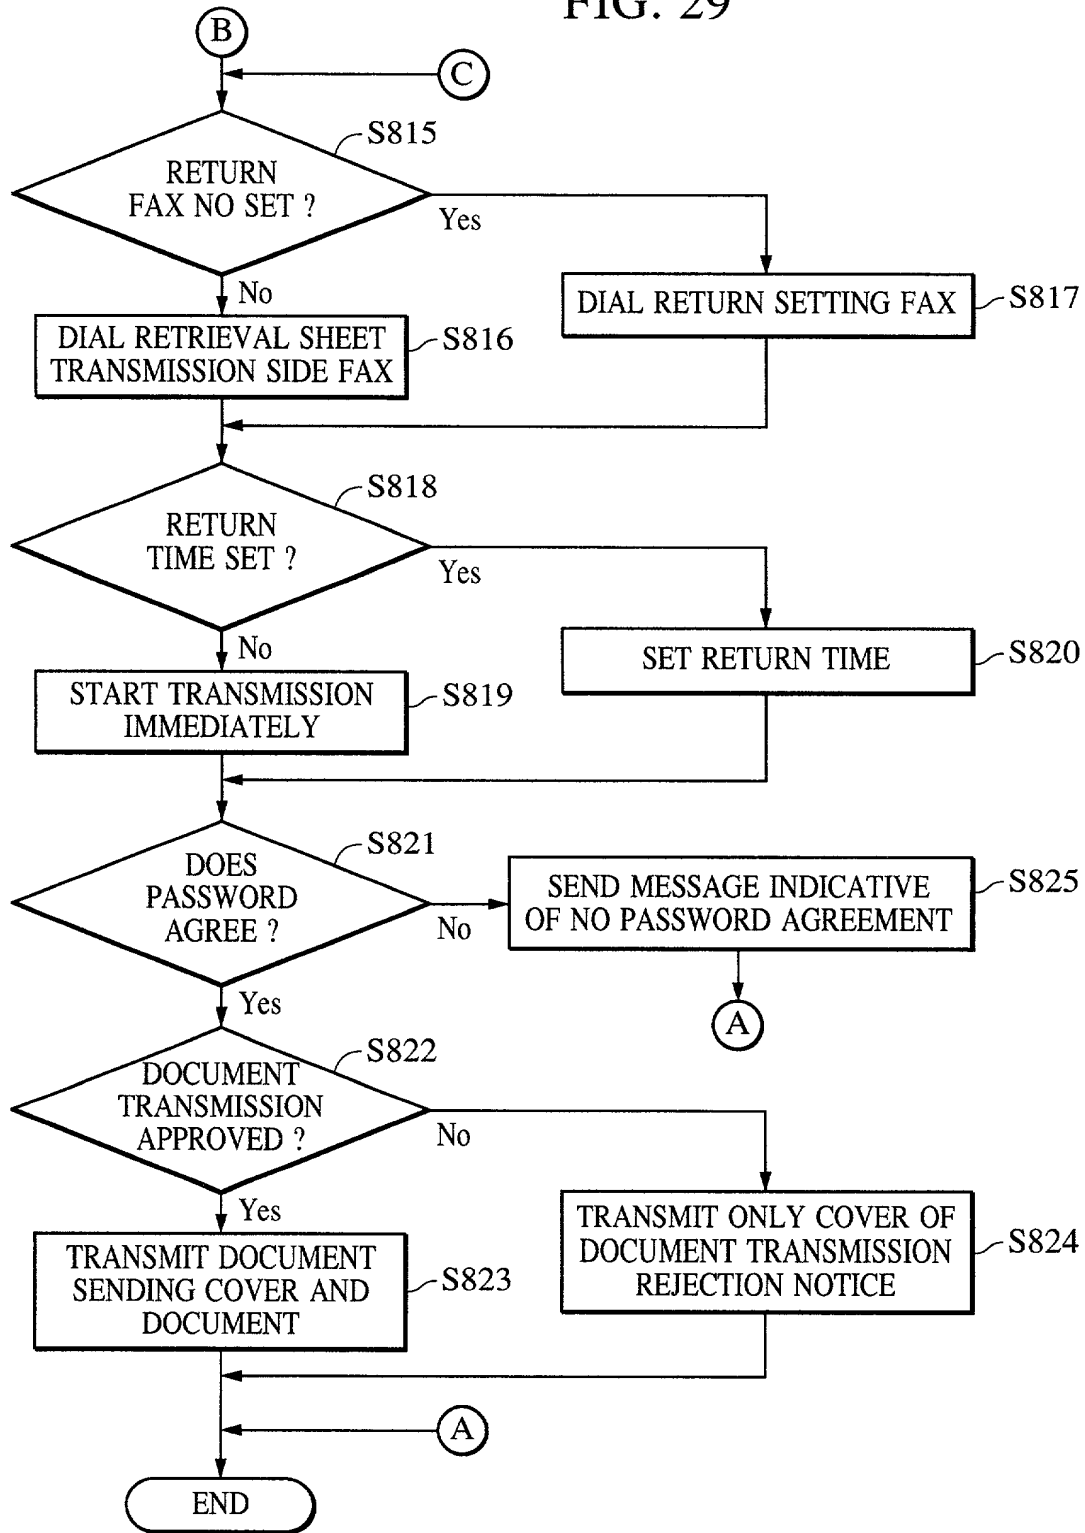 FIG. 29
B
C
S815
RETURN
FAX NO SET ?
Yes
No
DIAL RETURN SETTING FAX
S817
DIAL RETRIEVAL SHEET
TRANSMISSION SIDE FAX
S816
S818
RETURN
TIME SET ?
Yes
No
SET RETURN TIME
S820
START TRANSMISSION
IMMEDIATELY
S819
S821
DOES
PASSWORD
AGREE ?
No
SEND MESSAGE INDICATIVE
OF NO PASSWORD AGREEMENT
S825
Yes
A
S822
DOCUMENT
TRANSMISSION
APPROVED ?
No
Yes
TRANSMIT ONLY COVER OF
DOCUMENT TRANSMISSION
REJECTION NOTICE
S824
TRANSMIT DOCUMENT
SENDING COVER AND
DOCUMENT
S823
A
END